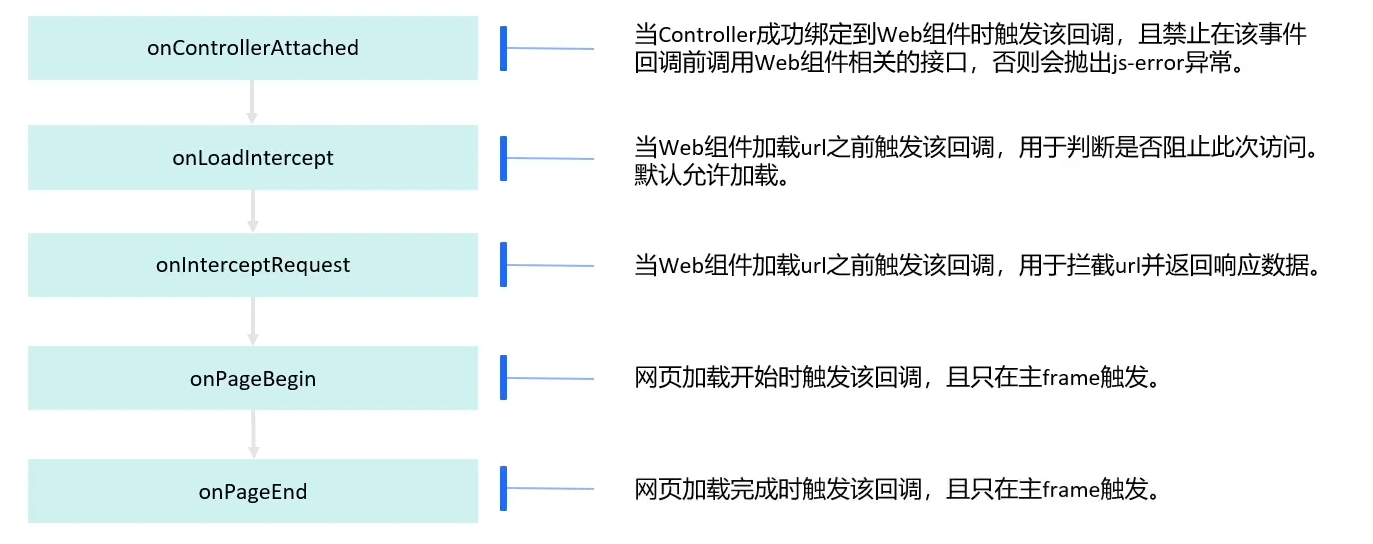 onControllerAttached
当Controller成功绑定到Web组件时触发该回调，且禁止在该事件
回调前调用Web组件相关的接口，否则会抛出js-error异常。
onLoadIntercept
当Web组件加载url之前触发该回调，用于判断是否阻止此次访问。
默认允许加载。
onInterceptRequest
当Web组件加载url之前触发该回调，用于拦截url并返回响应数据。
onPageBegin
网页加载开始时触发该回调，且只在主frame触发。
onPageEnd
网页加载完成时触发该回调，且只在主frame触发。